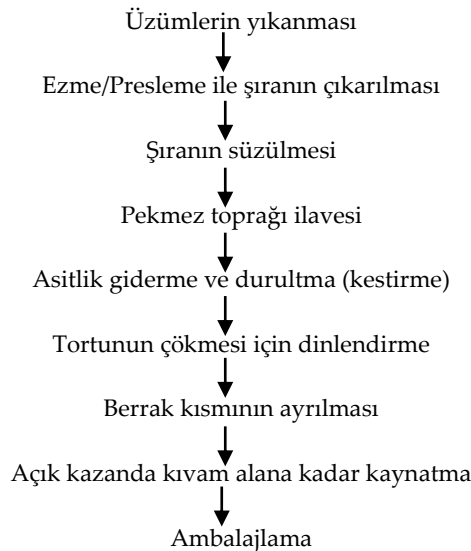 Üzümlerin yıkanması
Ezme/Presleme ile şıranın çıkarılması
Şıranın süzülmesi
Pekmez toprağı ilavesi
Asitlik giderme ve durultma (kestirme)
Tortunun çökmesi için dinlendirme
Berrak kısmının ayrılması
Açık kazanda kıvam alana kadar kaynatma
Ambalajlama